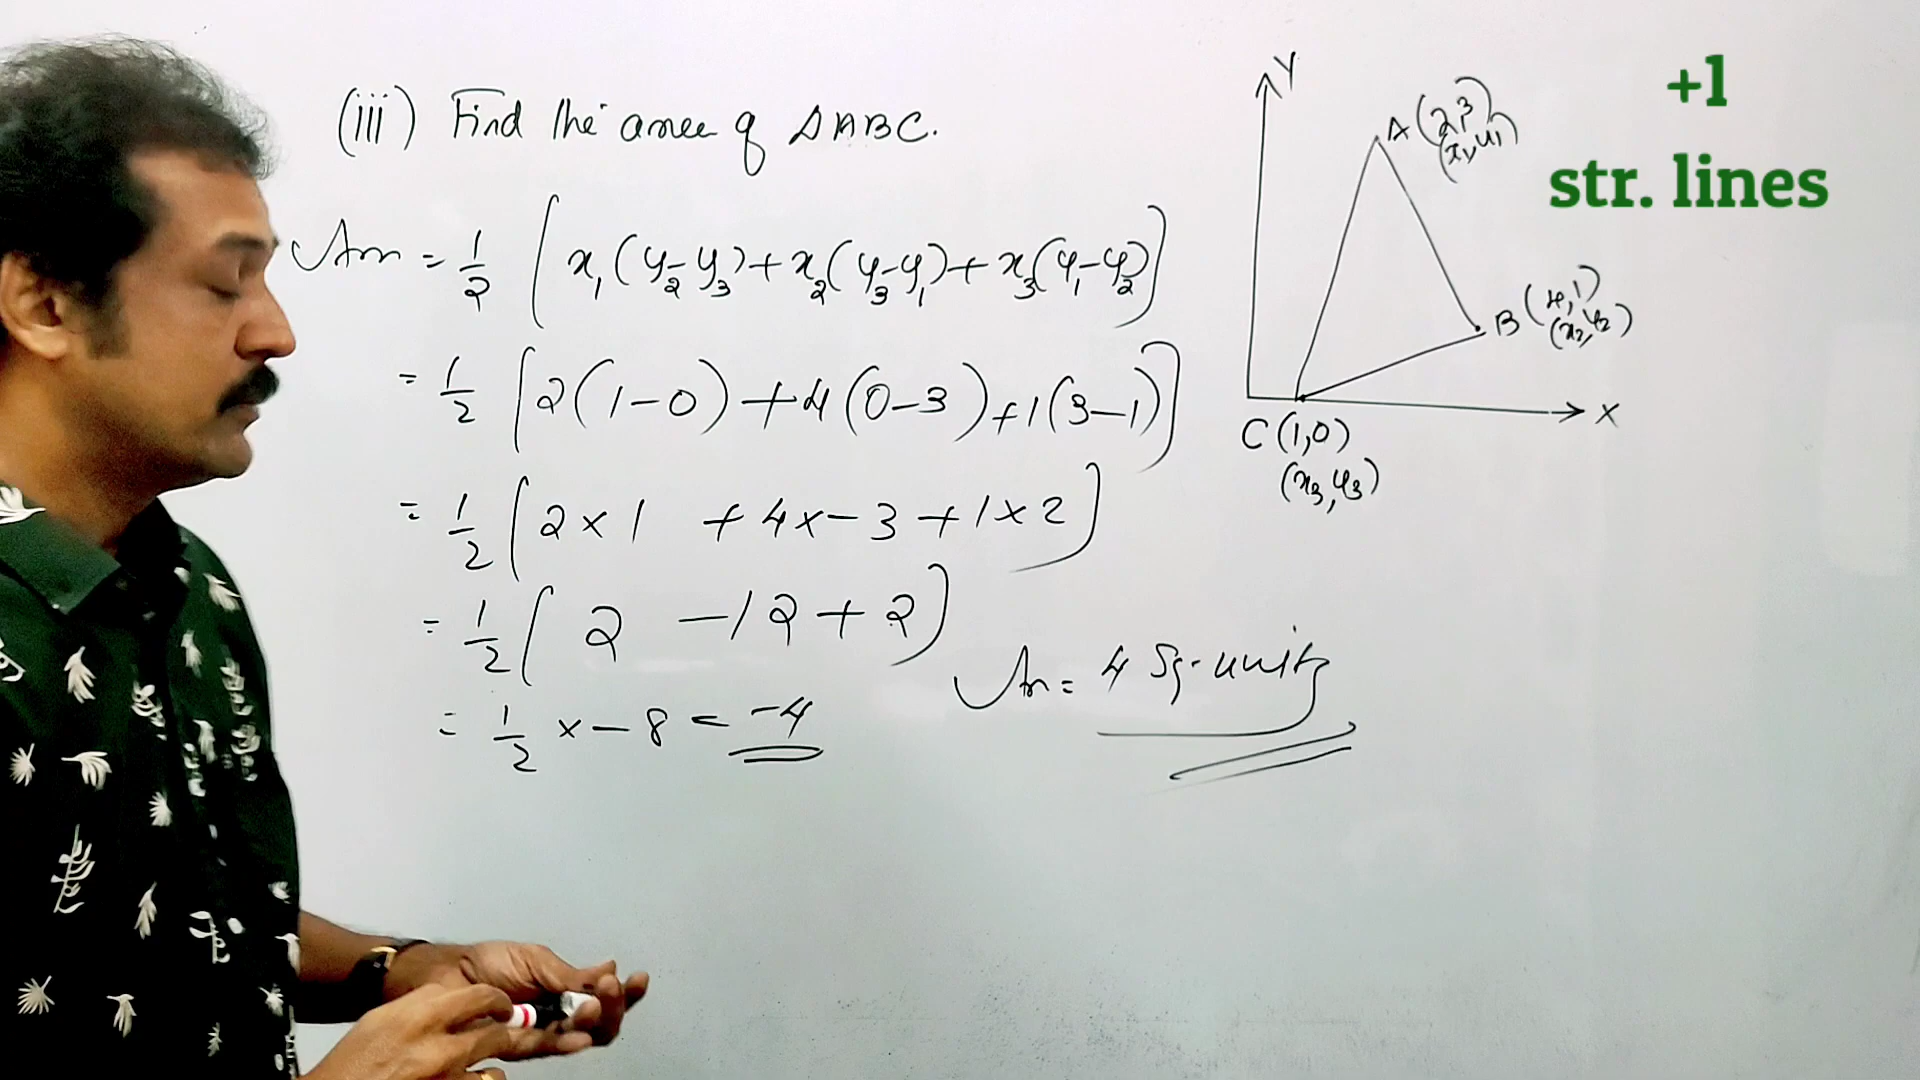 (iii) Find the area of ΔABC.
Ar = 1/2 [x₁(y₂-y₃)+x₂(y₃-y₁)+x₃(y₁-y₂)]
= 1/2 [2(1-0)+4(0-3)+1(3-1)]
= 1/2 [2×1 +4×-3+1×2]
= 1/2 [2 -12+2]
= 1/2 ×-8 = -4
Ar = 4 Sq. units
Y
A (2,3)
(x₁,y₁)
B (4,1)
(x₂,y₂)
X
C (1,0)
(x₃,y₃)
+1
str. lines